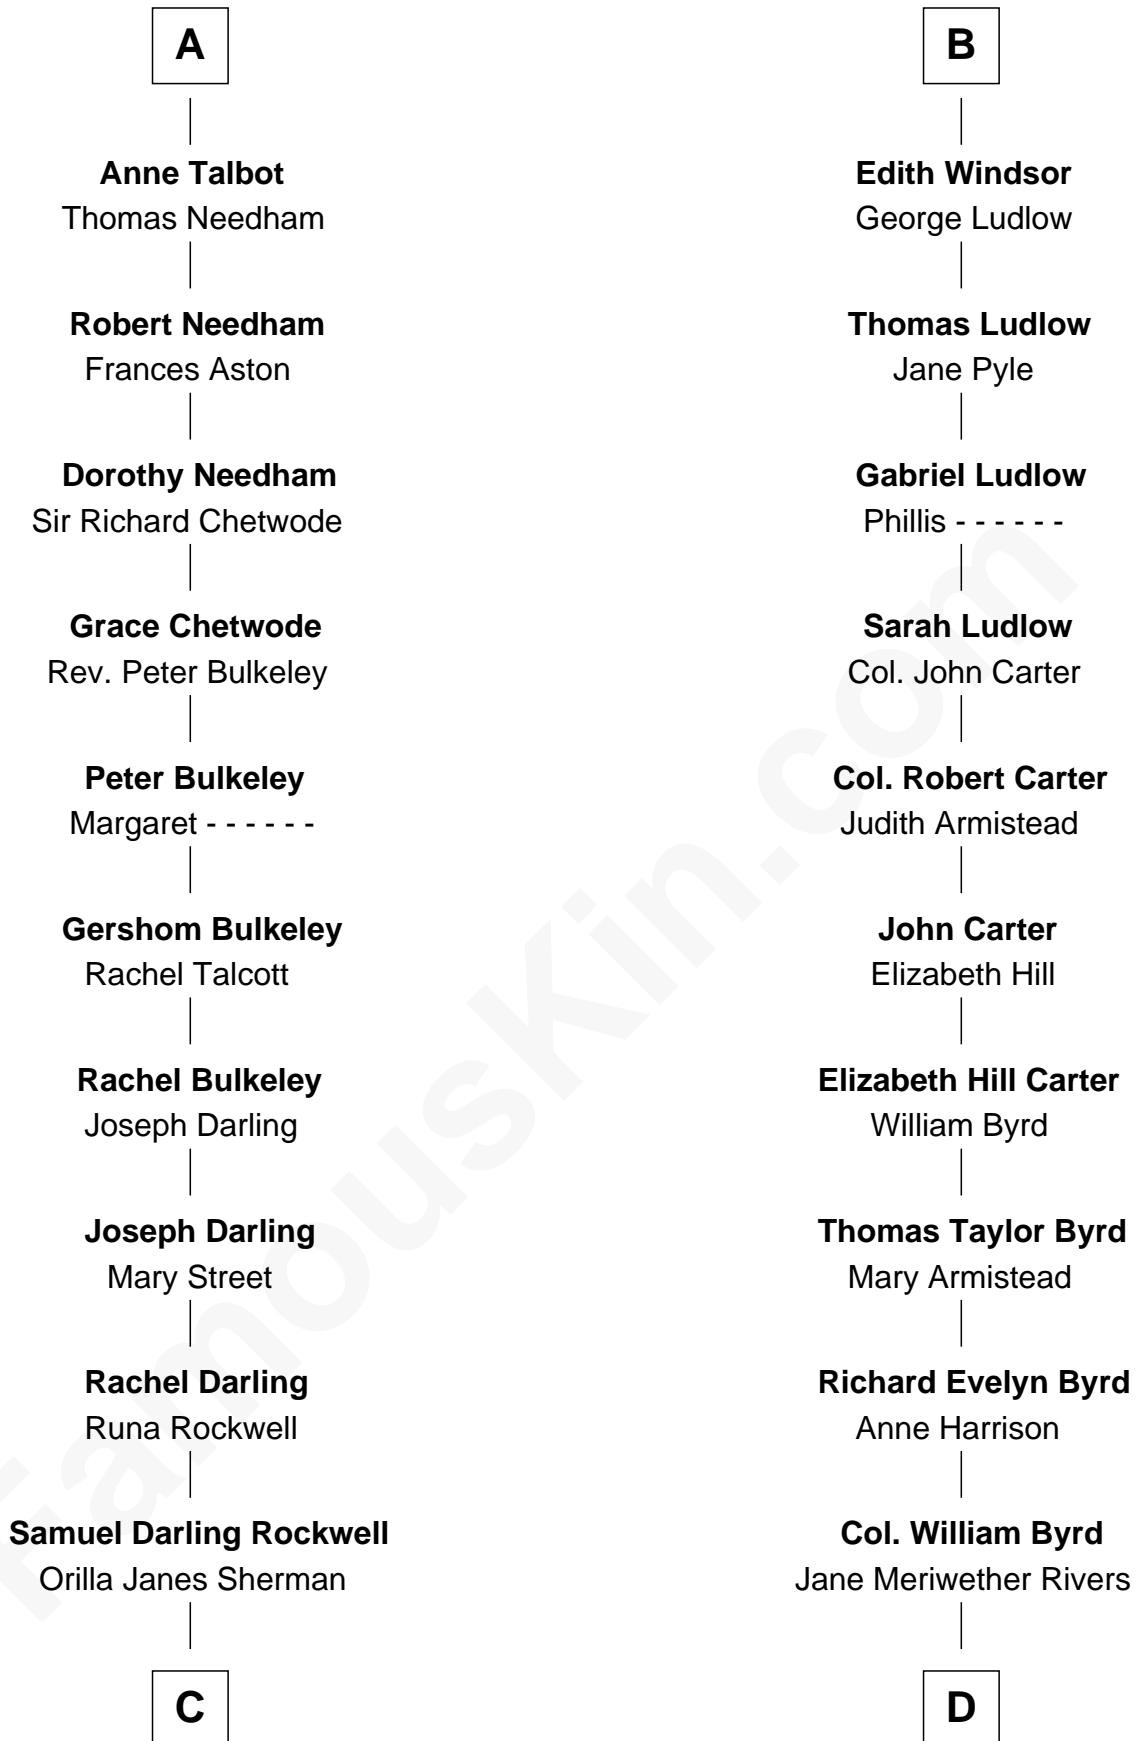 A
Anne Talbot
Thomas Needham
Robert Needham
Frances Aston
Dorothy Needham
Sir Richard Chetwode
Grace Chetwode
Rev. Peter Bulkeley
Peter Bulkeley
Margaret - - - - - -
Gershom Bulkeley
Rachel Talcott
Rachel Bulkeley
Joseph Darling
Joseph Darling
Mary Street
Rachel Darling
Runa Rockwell
Samuel Darling Rockwell
Orilla Janes Sherman
C
B
Edith Windsor
George Ludlow
Thomas Ludlow
Jane Pyle
Gabriel Ludlow
Phillis - - - - - -
Sarah Ludlow
Col. John Carter
Col. Robert Carter
Judith Armistead
John Carter
Elizabeth Hill
Elizabeth Hill Carter
William Byrd
Thomas Taylor Byrd
Mary Armistead
Richard Evelyn Byrd
Anne Harrison
Col. William Byrd
Jane Meriwether Rivers
D
FamousKin.com